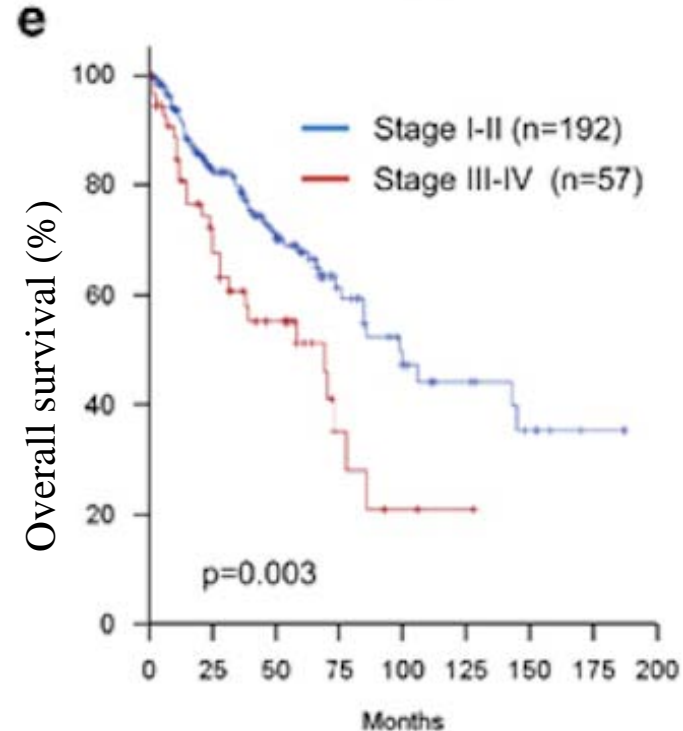 e
100
80
60
40
20
0
Overall survival (%)
Stage I-II (n=192)
Stage III-IV (n=57)
p=0.003
0 25 50 75 100 125 150 175 200
Months